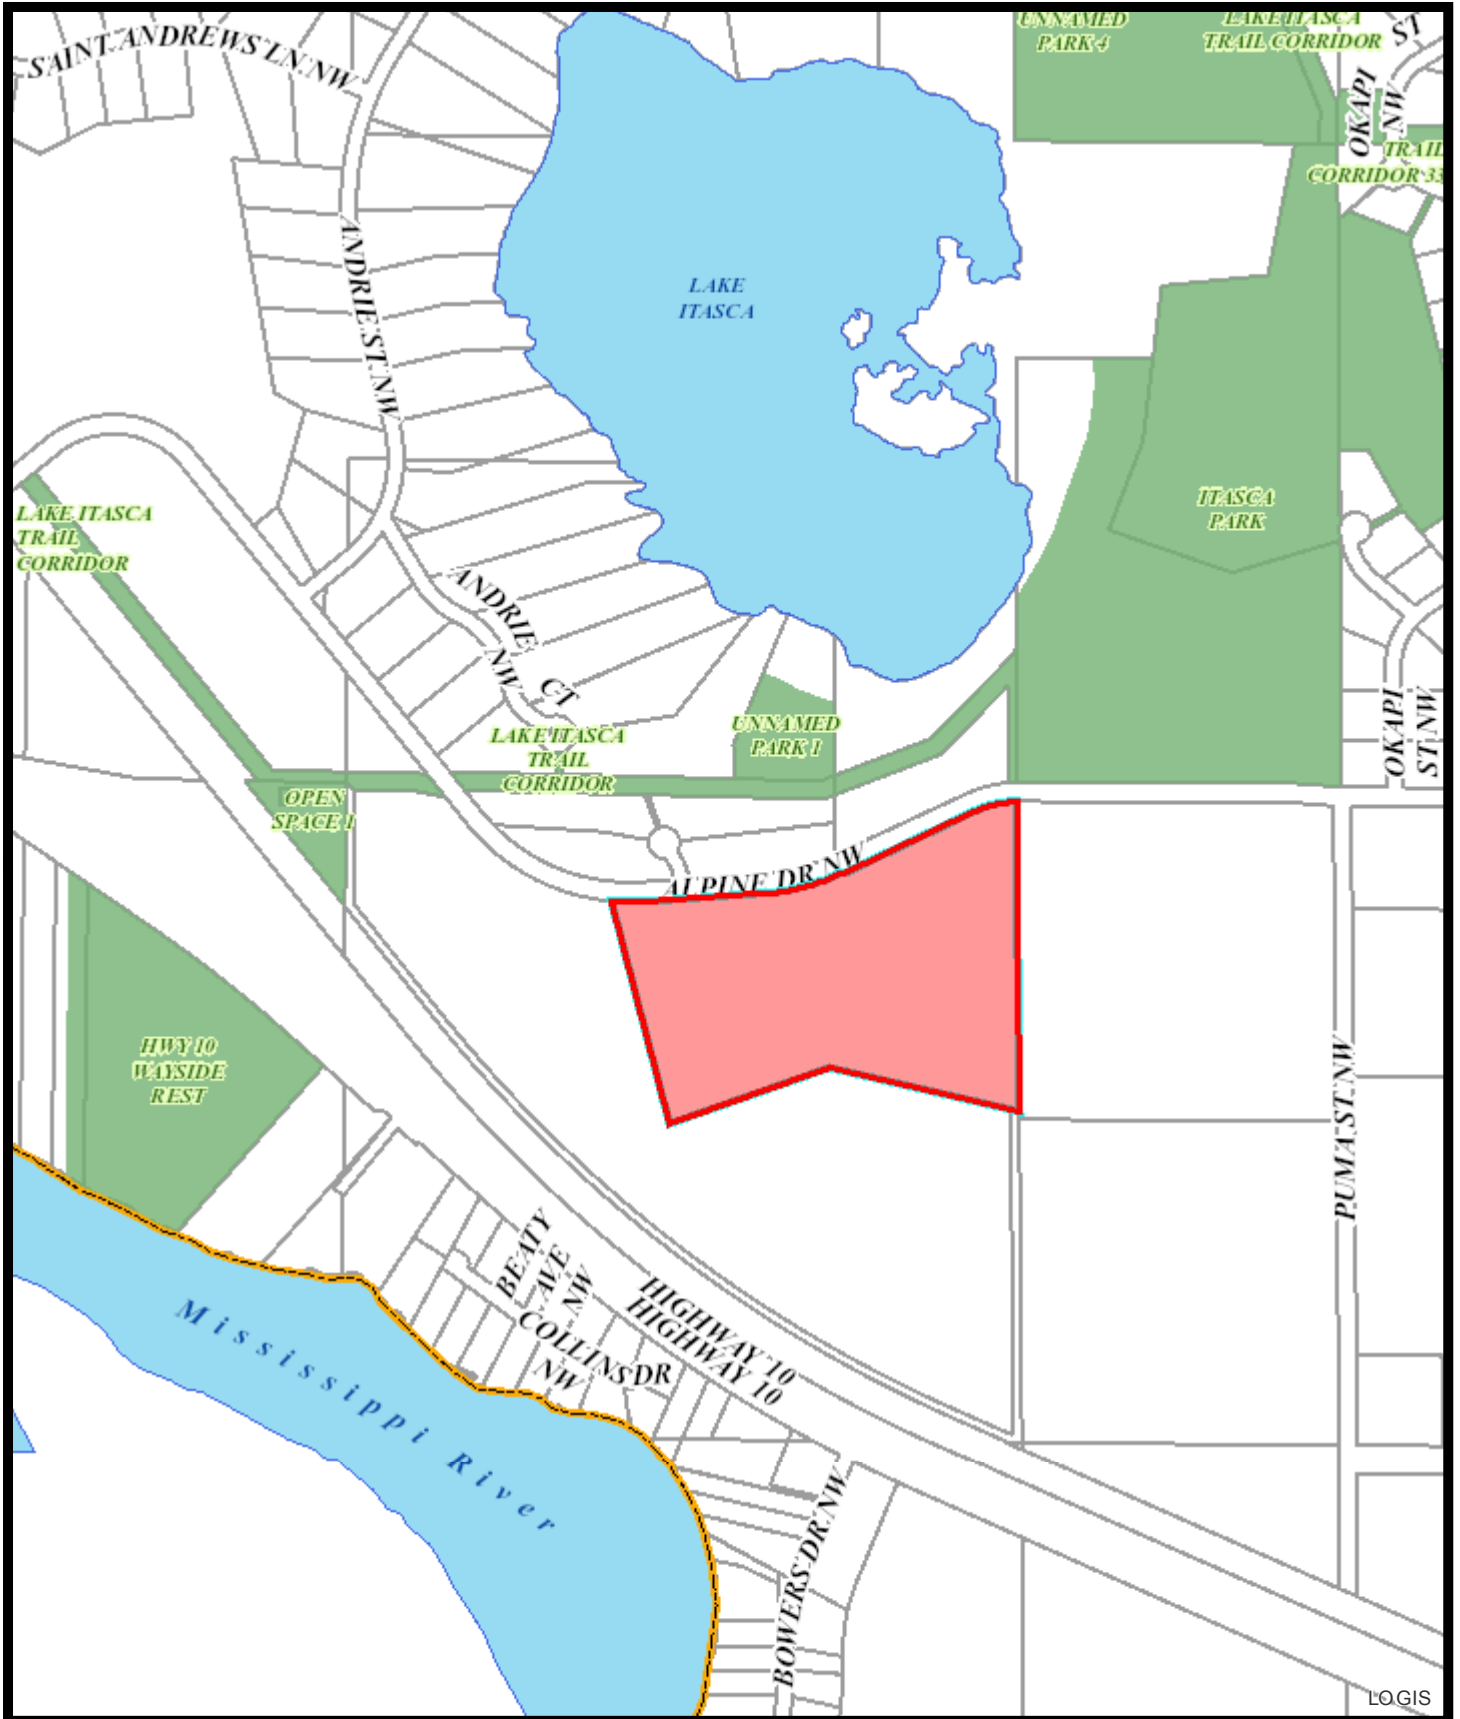 UNNAMED
PARK 4
LAKE ITASCA
TRAIL CORRIDOR
ST
SAINT ANDREWS LN NW
OKAPI
NW
TRAIL
CORRIDOR 33
ANDRIE ST NW
LAKE
ITASCA
ITASCA
PARK
LAKE ITASCA
TRAIL
CORRIDOR
ANDRIE
NW
CT
OKAPI
ST NW
UNNAMED
PARK 1
LAKE ITASCA
TRAIL
CORRIDOR
OPEN
SPACE 1
ALPINE DR NW
HWY 10
WAYSIDE
REST
PUMA ST NW
BEATY
AVE
NW
HIGHWAY 10
HIGHWAY 10
COLLINS DR
NW
Mississippi River
BOWERS DR NW
LOGIS